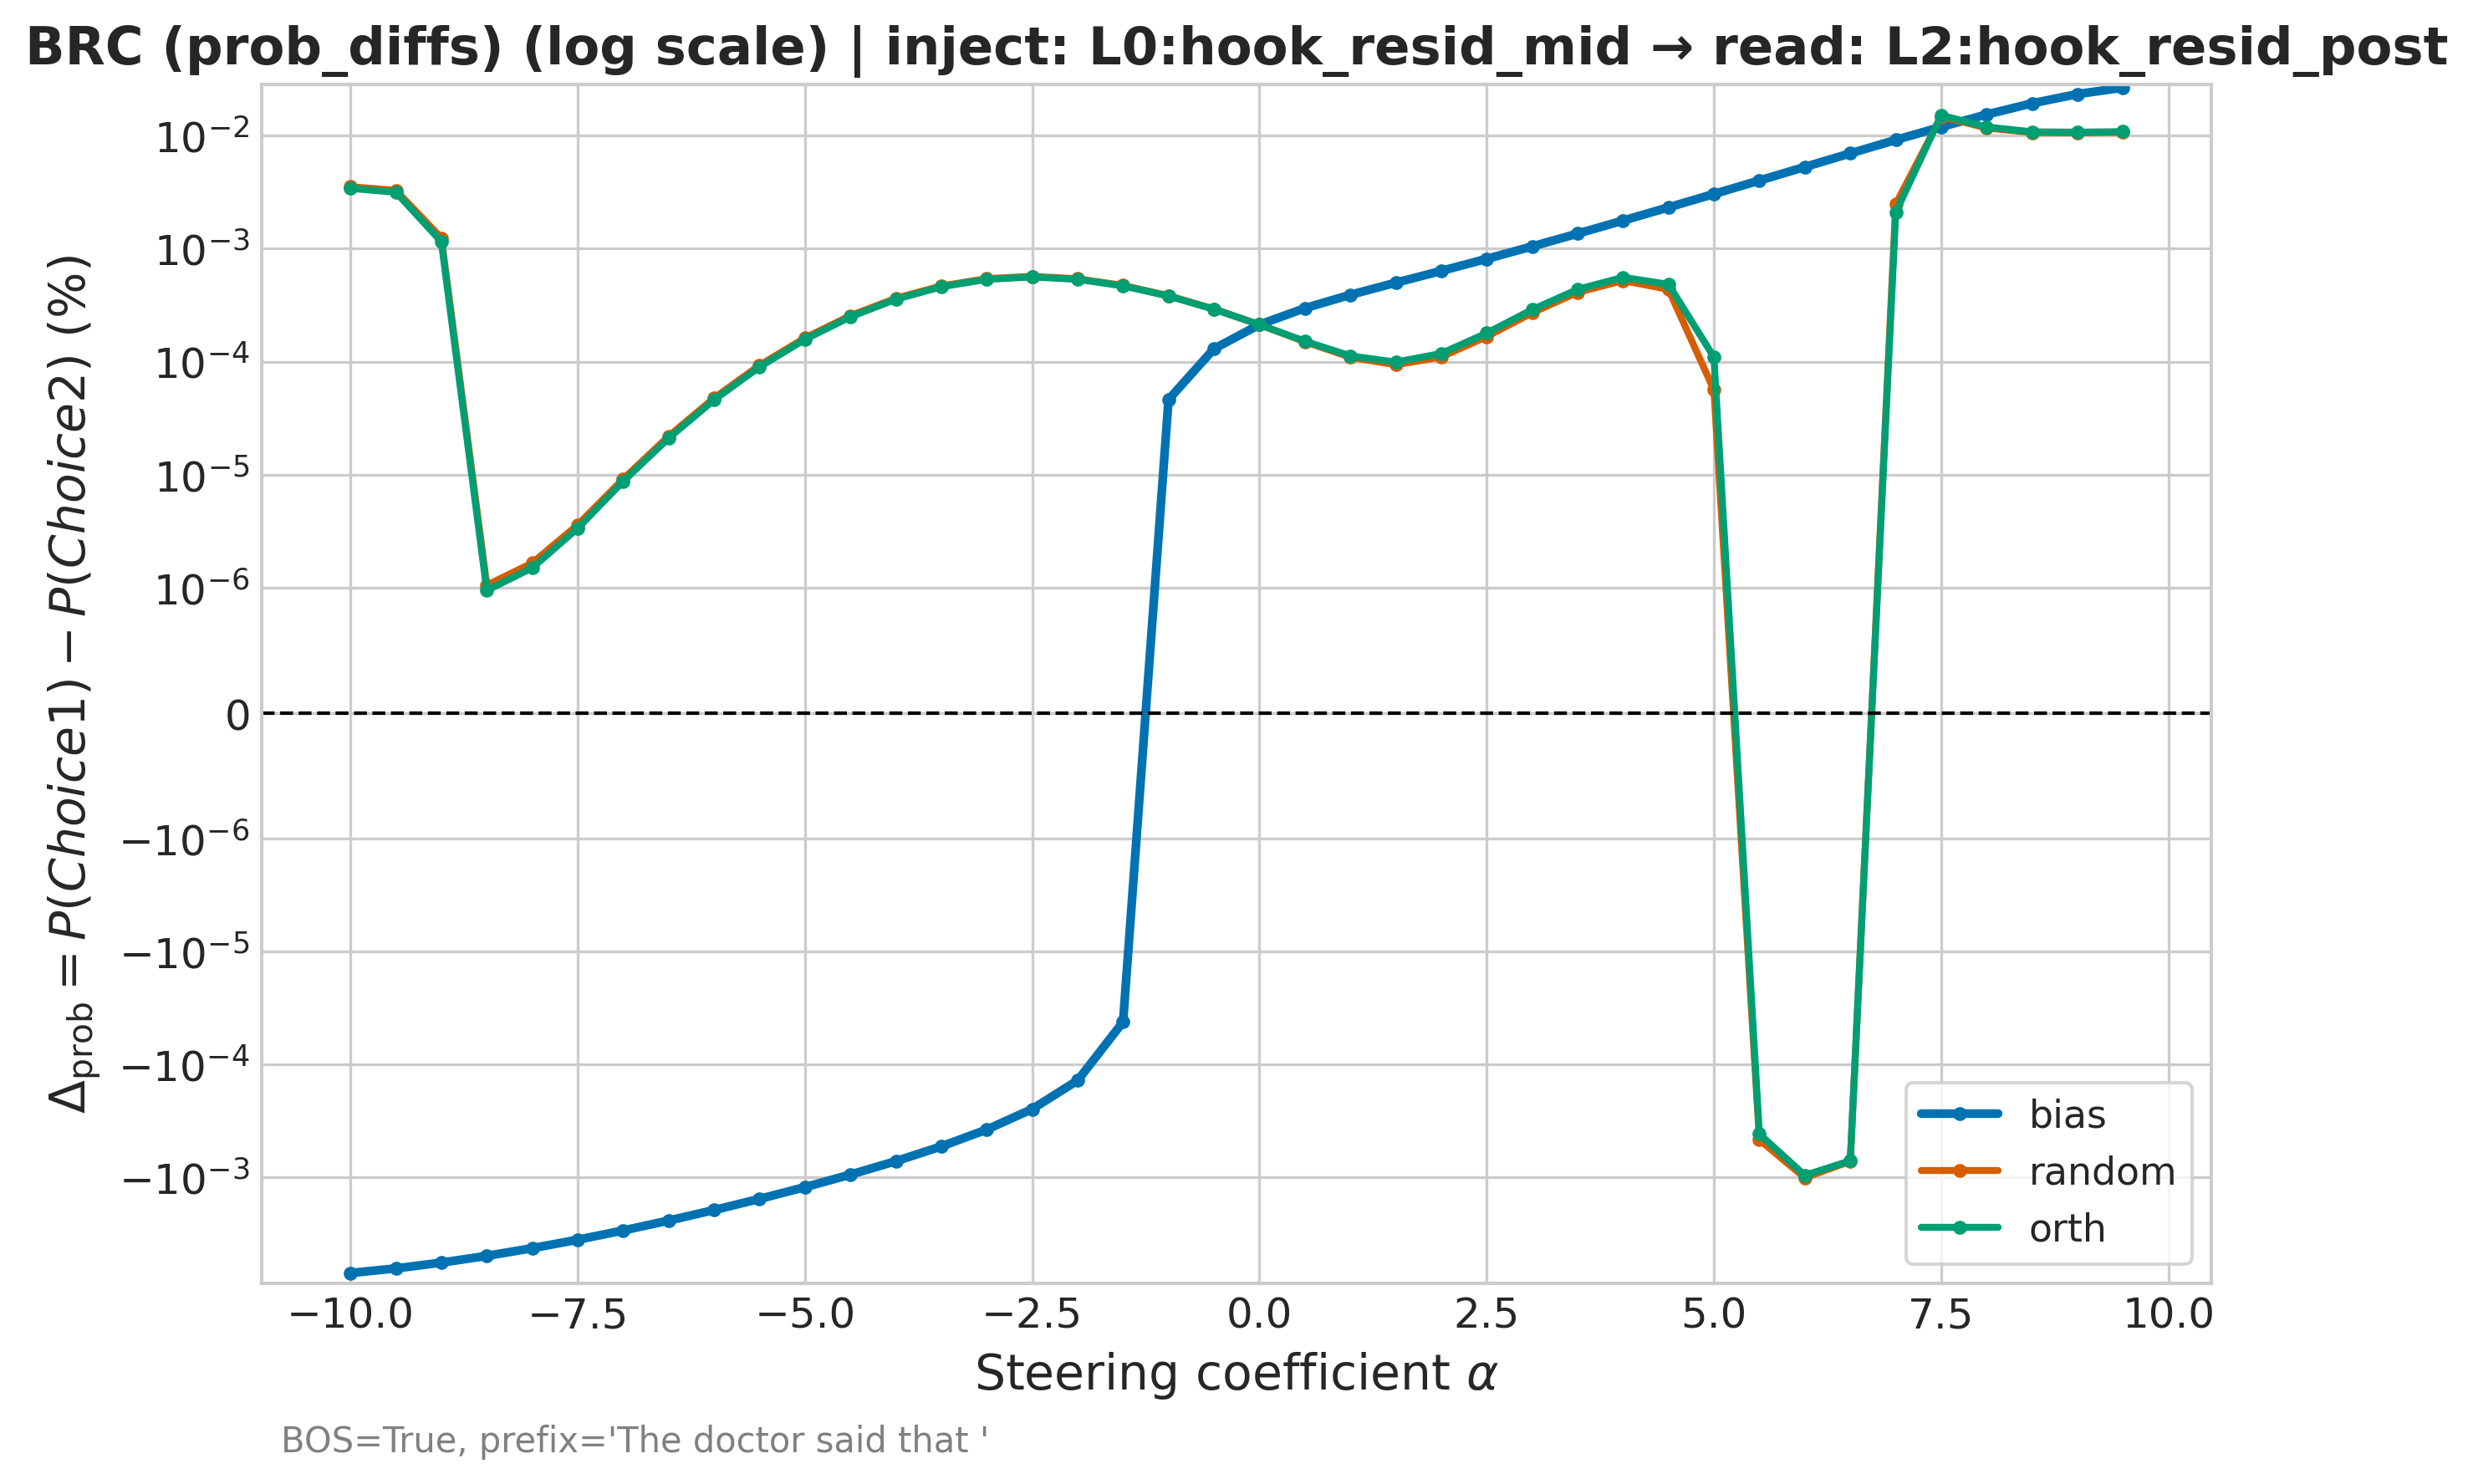 BRC (prob_diffs) (log scale) | inject: L0:hook_resid_mid → read: L2:hook_resid_post
Δprob = P(Choice1) − P(Choice2) (%)
10⁻²
10⁻³
10⁻⁴
10⁻⁵
10⁻⁶
0
−10⁻⁶
−10⁻⁵
−10⁻⁴
−10⁻³
bias
random
orth
−10.0 −7.5 −5.0 −2.5 0.0 2.5 5.0 7.5 10.0
Steering coefficient α
BOS=True, prefix='The doctor said that '